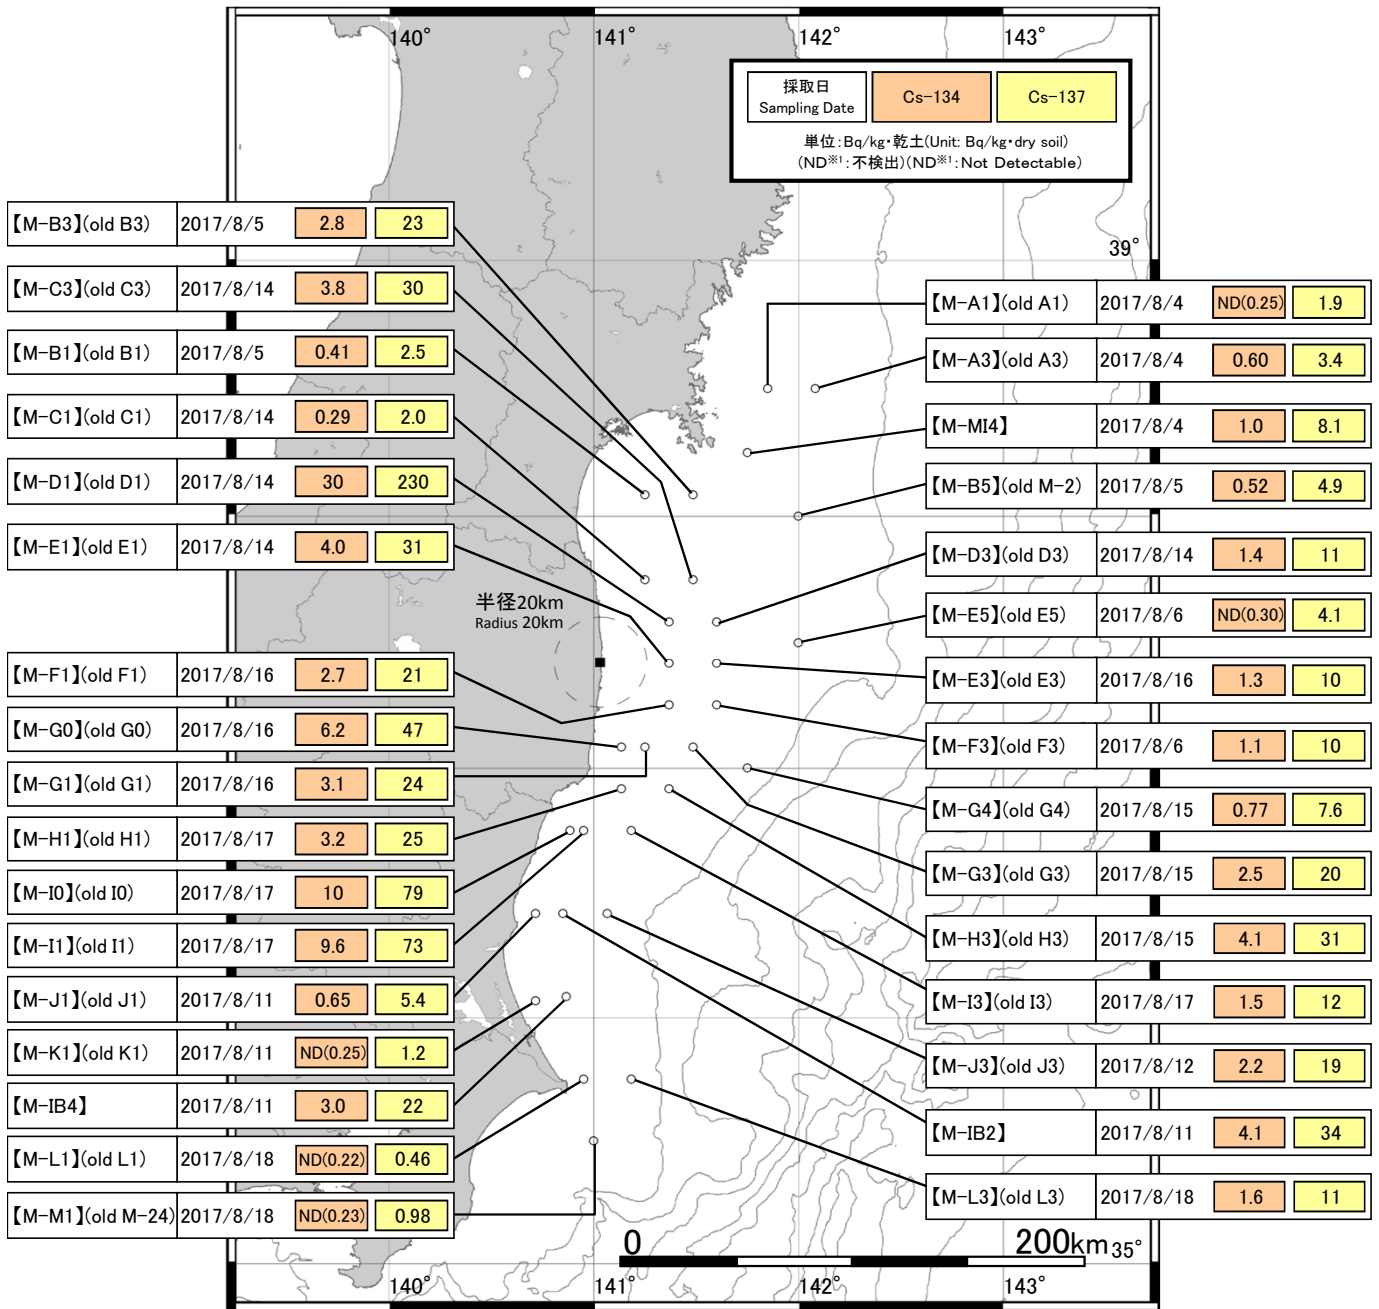 140°
141°
142°
143°
採取日
Sampling Date
Cs-134
Cs-137
単位:Bq/kg・乾土(Unit: Bq/kg・dry soil)
(ND※1:不検出)(ND※1:Not Detectable)
39°
【M-B3】(old B3) 2017/8/5 2.8 23
【M-C3】(old C3) 2017/8/14 3.8 30
【M-B1】(old B1) 2017/8/5 0.41 2.5
【M-C1】(old C1) 2017/8/14 0.29 2.0
【M-D1】(old D1) 2017/8/14 30 230
【M-E1】(old E1) 2017/8/14 4.0 31
半径20km
Radius 20km
【M-F1】(old F1) 2017/8/16 2.7 21
【M-G0】(old G0) 2017/8/16 6.2 47
【M-G1】(old G1) 2017/8/16 3.1 24
【M-H1】(old H1) 2017/8/17 3.2 25
【M-I0】(old I0) 2017/8/17 10 79
【M-I1】(old I1) 2017/8/17 9.6 73
【M-J1】(old J1) 2017/8/11 0.65 5.4
【M-K1】(old K1) 2017/8/11 ND(0.25) 1.2
【M-IB4】 2017/8/11 3.0 22
【M-L1】(old L1) 2017/8/18 ND(0.22) 0.46
【M-M1】(old M-24) 2017/8/18 ND(0.23) 0.98
【M-A1】(old A1) 2017/8/4 ND(0.25) 1.9
【M-A3】(old A3) 2017/8/4 0.60 3.4
【M-MI4】 2017/8/4 1.0 8.1
【M-B5】(old M-2) 2017/8/5 0.52 4.9
【M-D3】(old D3) 2017/8/14 1.4 11
【M-E5】(old E5) 2017/8/6 ND(0.30) 4.1
【M-E3】(old E3) 2017/8/16 1.3 10
【M-F3】(old F3) 2017/8/6 1.1 10
【M-G4】(old G4) 2017/8/15 0.77 7.6
【M-G3】(old G3) 2017/8/15 2.5 20
【M-H3】(old H3) 2017/8/15 4.1 31
【M-I3】(old I3) 2017/8/17 1.5 12
【M-J3】(old J3) 2017/8/12 2.2 19
【M-IB2】 2017/8/11 4.1 34
【M-L3】(old L3) 2017/8/18 1.6 11
0 200km
35°
140°
141°
142°
143°